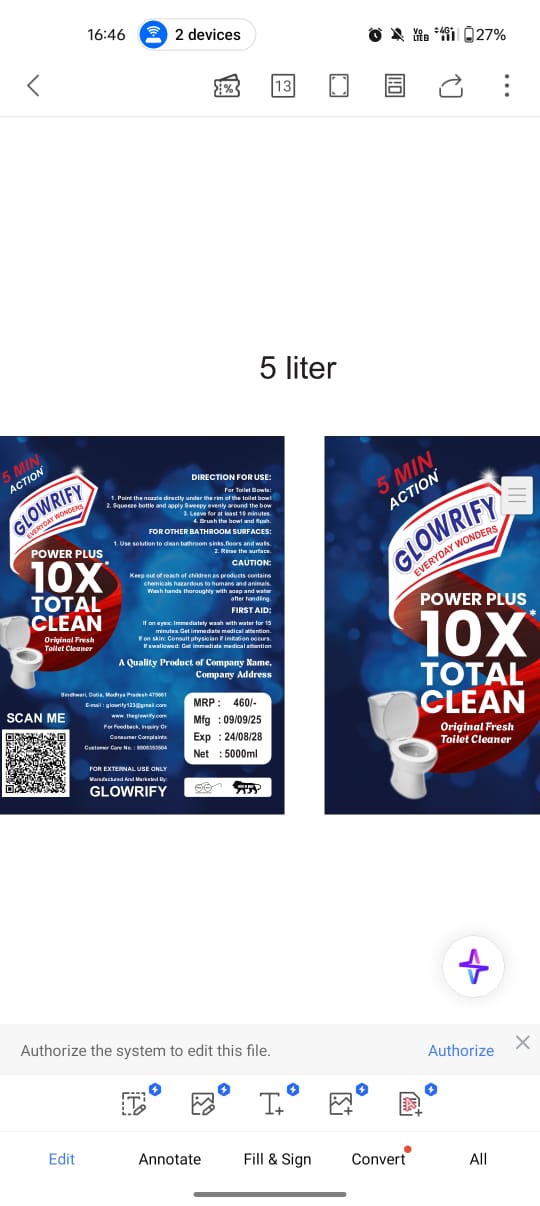 16:46
2 devices
Vo
LTE B
4G+
27%
%
13
5 liter
5 MIN
ACTION
GLOWRIFY
EVERYDAY WONDERS
POWER PLUS
10X*
TOTAL
CLEAN
Original Fresh
Toilet Cleaner
SCAN ME
DIRECTION FOR USE:
For Toilet Bowls:
1. Point the nozzle directly under the rim of the toilet bowl
2. Squeeze bottle and apply Sweepy evenly around the bow
3. Leave for at least 10 minutes.
4. Brush the bowl and flush.
FOR OTHER BATHROOM SURFACES:
1. Use solution to clean bathroom sinks,floors and walls.
2. Rinse the surface.
CAUTION:
Keep out of reach of children as products contains
chemicals hazardous to humans and animals.
Wash hands thoroughly with soap and water
after handling.
FIRST AID:
If on eyes: Immediately wash with water for 15
minutes.Get immediate medical attention.
If on skin: Consult physician if imitation occurs.
If swallowed: Get immediate medical attention
A Quality Product of Company Name,
Company Address
Bindhwari, Datia, Madhya Pradesh 475661
E-mail : glowrify123@gmail.com
www. theglowrify.com
For Feedback, Inquiry Or
Consumer Complaints
Customer Care No. :
FOR EXTERNAL USE ONLY
Manufactured And Marketed By:
GLOWRIFY
MRP : 460/-
Mfg : 09/09/25
Exp : 24/08/28
Net : 5000ml
5 MIN
ACTION
GLOWRIFY
EVERYDAY WONDERS
POWER PLUS
10X*
TOTAL
CLEAN
Original Fresh
Toilet Cleaner
Authorize the system to edit this file.
Authorize
Edit
Annotate
Fill & Sign
Convert
All